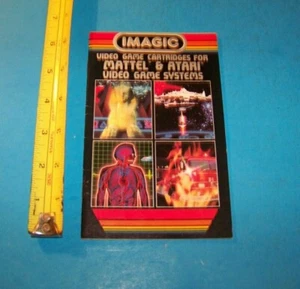 IMAGIC
VIDEO GAME CARTRIDGES FOR
MATTEL® & ATARI®
VIDEO GAME SYSTEMS